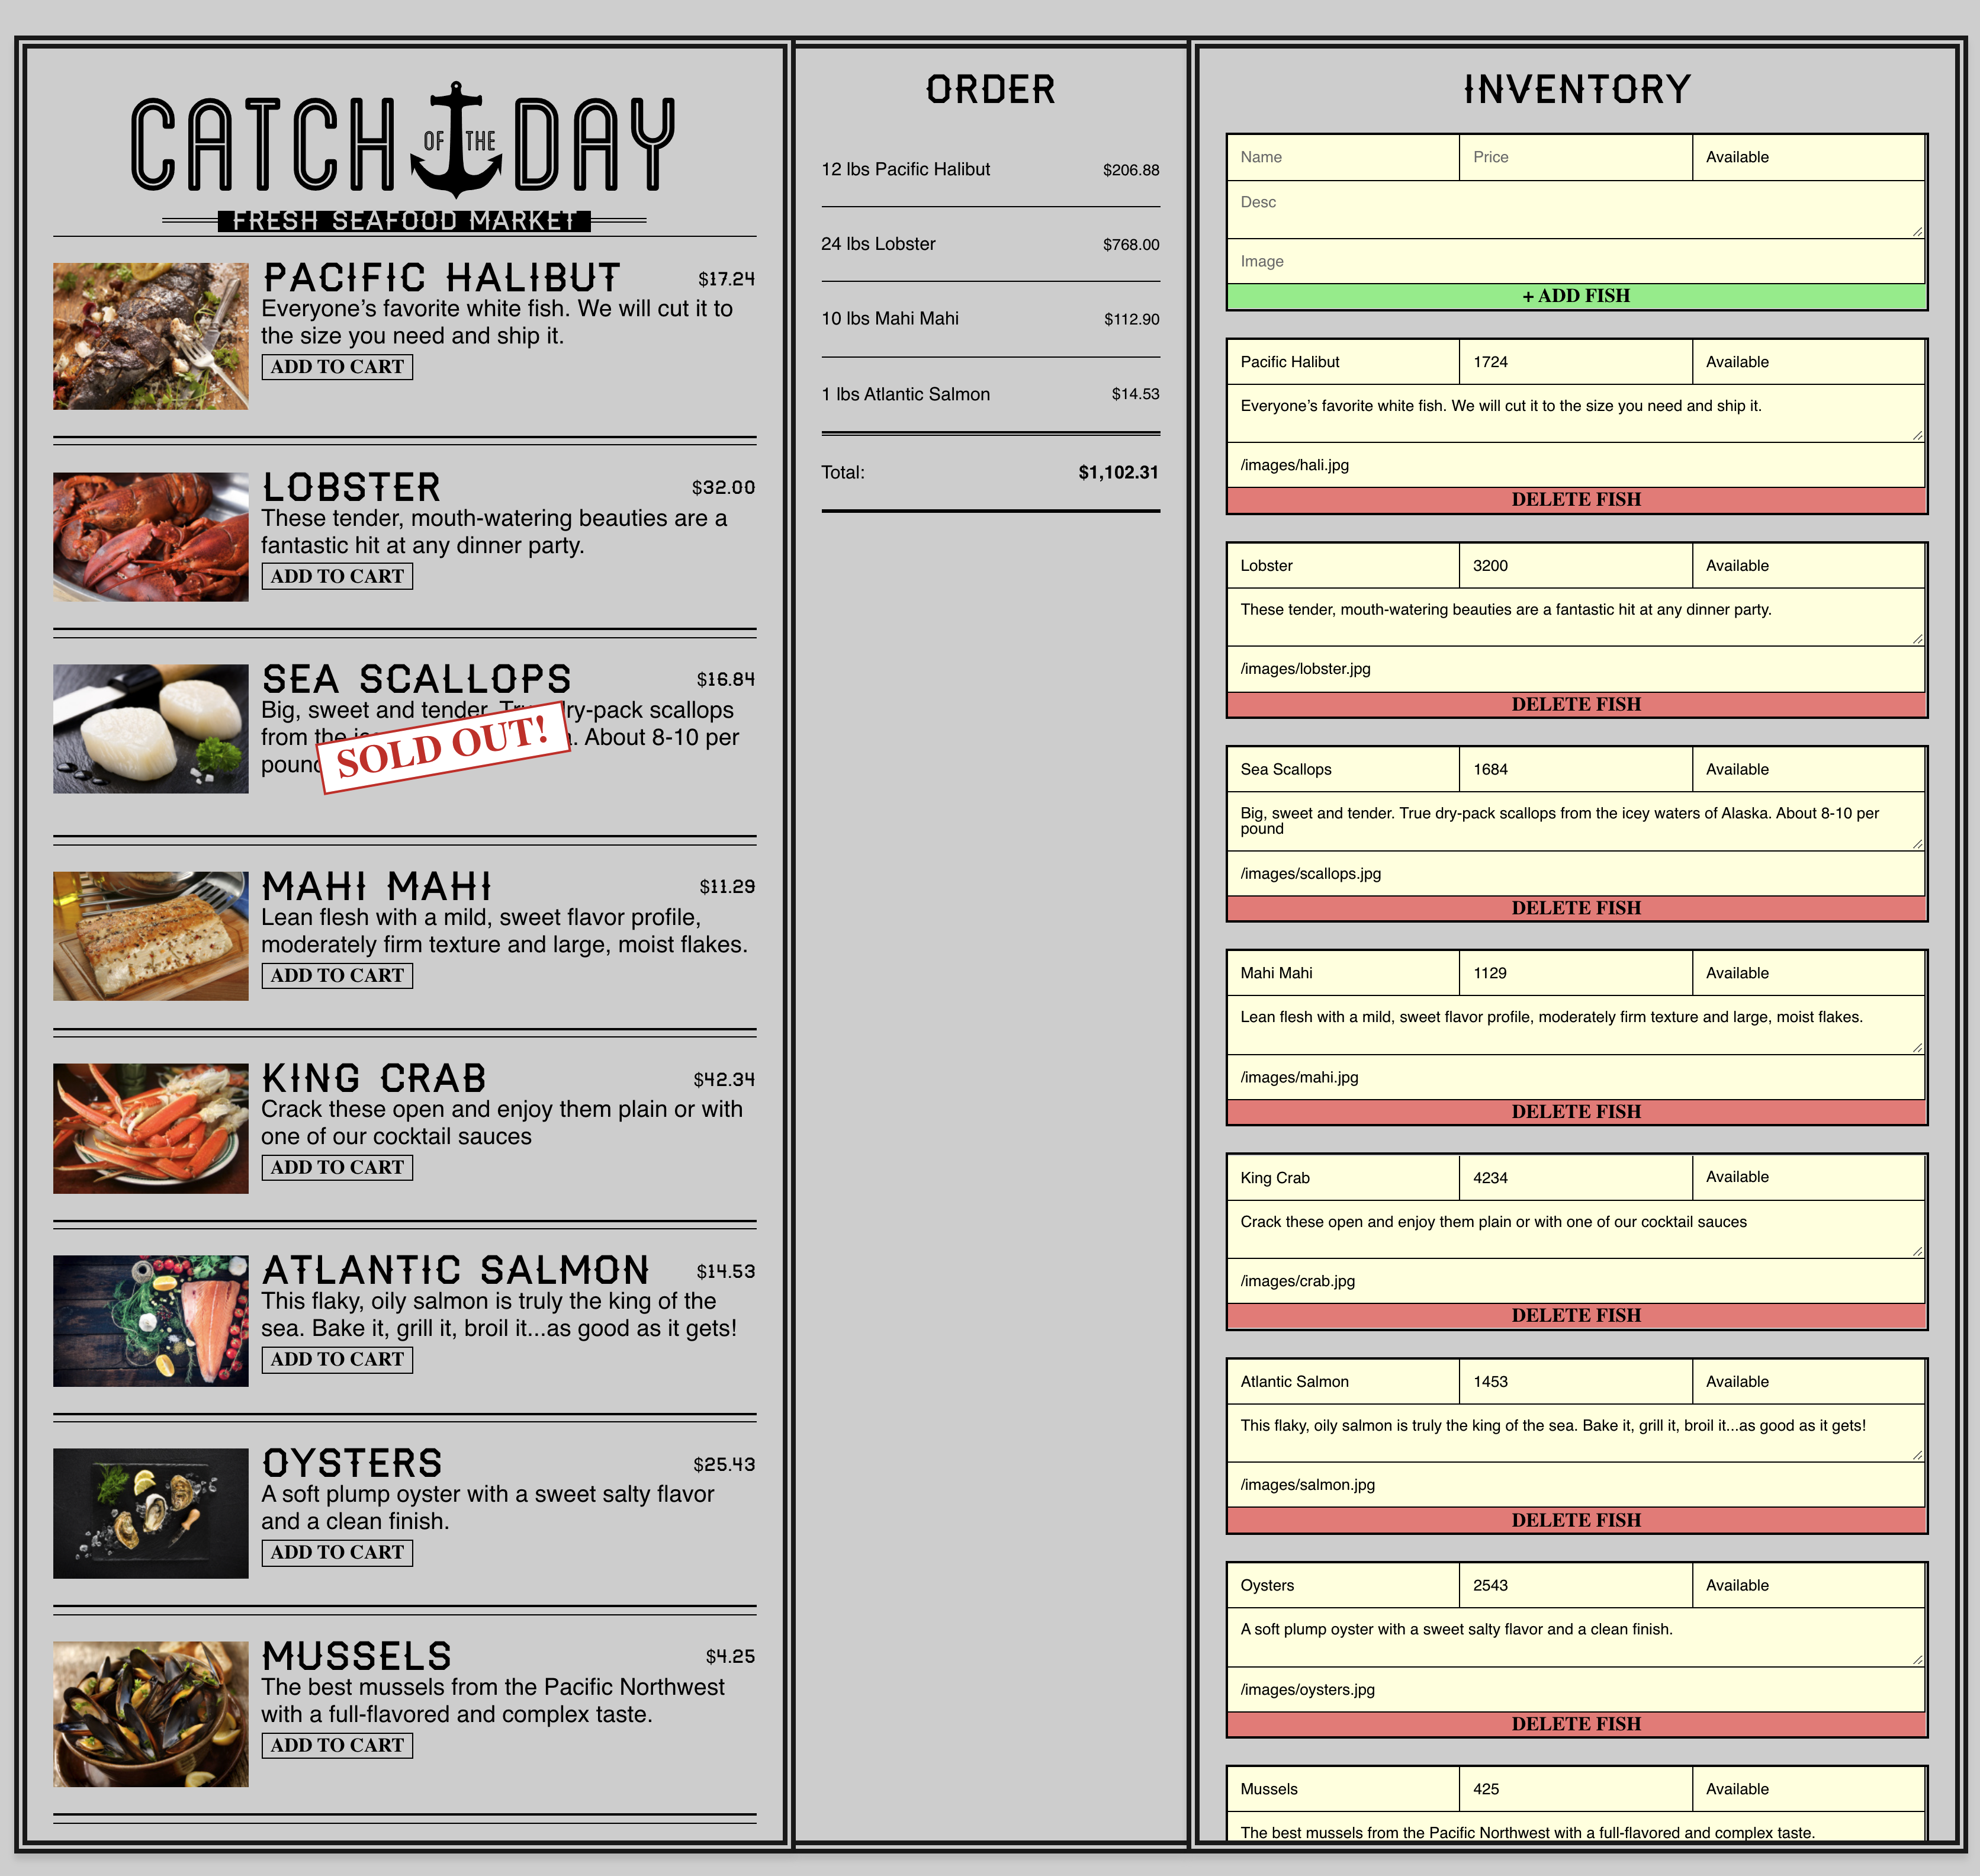 CATCH OF THE DAY
FRESH SEAFOOD MARKET
PACIFIC HALIBUT
$17.24
Everyone’s favorite white fish. We will cut it to
the size you need and ship it.
ADD TO CART
LOBSTER
$32.00
These tender, mouth-watering beauties are a
fantastic hit at any dinner party.
ADD TO CART
SEA SCALLOPS
$16.84
Big, sweet and tender. True dry-pack scallops
from the . About 8-10 per
pound
SOLD OUT!
MAHI MAHI
$11.29
Lean flesh with a mild, sweet flavor profile,
moderately firm texture and large, moist flakes.
ADD TO CART
KING CRAB
$42.34
Crack these open and enjoy them plain or with
one of our cocktail sauces
ADD TO CART
ATLANTIC SALMON
$14.53
This flaky, oily salmon is truly the king of the
sea. Bake it, grill it, broil it...as good as it gets!
ADD TO CART
OYSTERS
$25.43
A soft plump oyster with a sweet salty flavor
and a clean finish.
ADD TO CART
MUSSELS
$4.25
The best mussels from the Pacific Northwest
with a full-flavored and complex taste.
ADD TO CART
ORDER
12 lbs Pacific Halibut $206.88
24 lbs Lobster $768.00
10 lbs Mahi Mahi $112.90
1 lbs Atlantic Salmon $14.53
Total: $1,102.31
INVENTORY
Name Price Available
Desc
Image
+ ADD FISH
Pacific Halibut 1724 Available
Everyone’s favorite white fish. We will cut it to the size you need and ship it.
/images/hali.jpg
DELETE FISH
Lobster 3200 Available
These tender, mouth-watering beauties are a fantastic hit at any dinner party.
/images/lobster.jpg
DELETE FISH
Sea Scallops 1684 Available
Big, sweet and tender. True dry-pack scallops from the icey waters of Alaska. About 8-10 per
pound
/images/scallops.jpg
DELETE FISH
Mahi Mahi 1129 Available
Lean flesh with a mild, sweet flavor profile, moderately firm texture and large, moist flakes.
/images/mahi.jpg
DELETE FISH
King Crab 4234 Available
Crack these open and enjoy them plain or with one of our cocktail sauces
/images/crab.jpg
DELETE FISH
Atlantic Salmon 1453 Available
This flaky, oily salmon is truly the king of the sea. Bake it, grill it, broil it...as good as it gets!
/images/salmon.jpg
DELETE FISH
Oysters 2543 Available
A soft plump oyster with a sweet salty flavor and a clean finish.
/images/oysters.jpg
DELETE FISH
Mussels 425 Available
The best mussels from the Pacific Northwest with a full-flavored and complex taste.